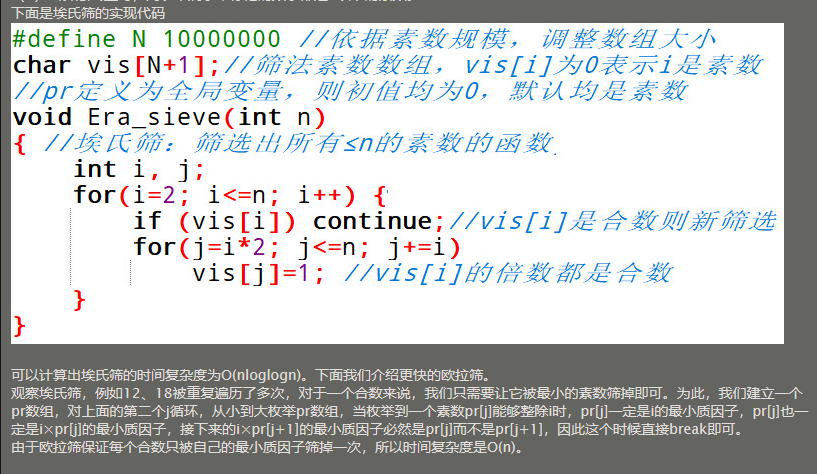 下面是埃氏筛的实现代码
#define N 10000000 //依据素数规模，调整数组大小
char vis[N+1];//筛法素数数组，vis[i]为0表示i是素数
//pr定义为全局变量，则初值均为0，默认均是素数
void Era_sieve(int n)
{ //埃氏筛：筛选出所有≤n的素数的函数
int i, j;
for(i=2; i<=n; i++) {
if (vis[i]) continue;//vis[i]是合数则新筛选
for(j=i*2; j<=n; j+=i)
vis[j]=1; //vis[i]的倍数都是合数
}
}
可以计算出埃氏筛的时间复杂度为O(nloglogn)。下面我们介绍更快的欧拉筛。
观察埃氏筛，例如12、18被重复遍历了多次，对于一个合数来说，我们只需要让它被最小的素数筛掉即可。为此，我们建立一个
pr数组，对上面的第二个j循环，从小到大枚举pr数组，当枚举到一个素数pr[j]能够整除i时，pr[j]一定是i的最小质因子，pr[j]也一
定是i×pr[j]的最小质因子，接下来的i×pr[j+1]的最小质因子必然是pr[j]而不是pr[j+1]，因此这个时候直接break即可。
由于欧拉筛保证每个合数只被自己的最小质因子筛掉一次，所以时间复杂度是O(n)。